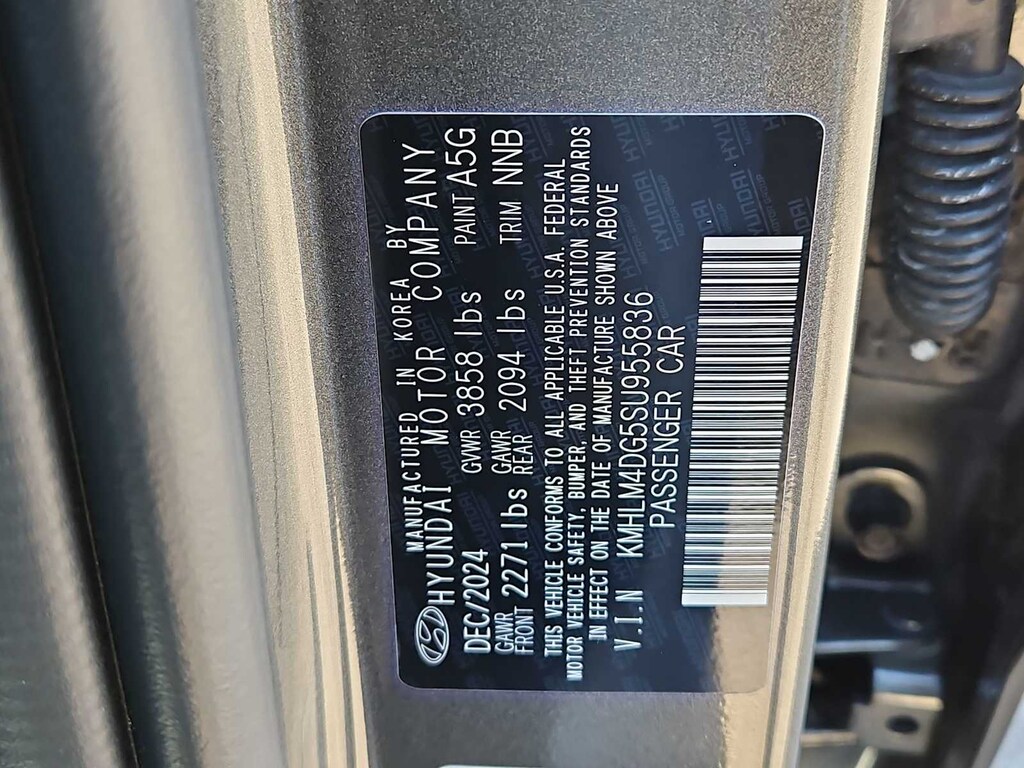 MANUFACTURED IN KOREA BY
HYUNDAI MOTOR COMPANY
DEC/2024 GVWR 3858 lbs PAINT A5G
GAWR FRONT 2271 lbs GAWR REAR 2094 lbs TRIM NNB
THIS VEHICLE CONFORMS TO ALL APPLICABLE U.S.A. FEDERAL
MOTOR VEHICLE SAFETY, BUMPER, AND THEFT PREVENTION STANDARDS
IN EFFECT ON THE DATE OF MANUFACTURE SHOWN ABOVE
V.I.N KMHLM4DG5SU955836
PASSENGER CAR